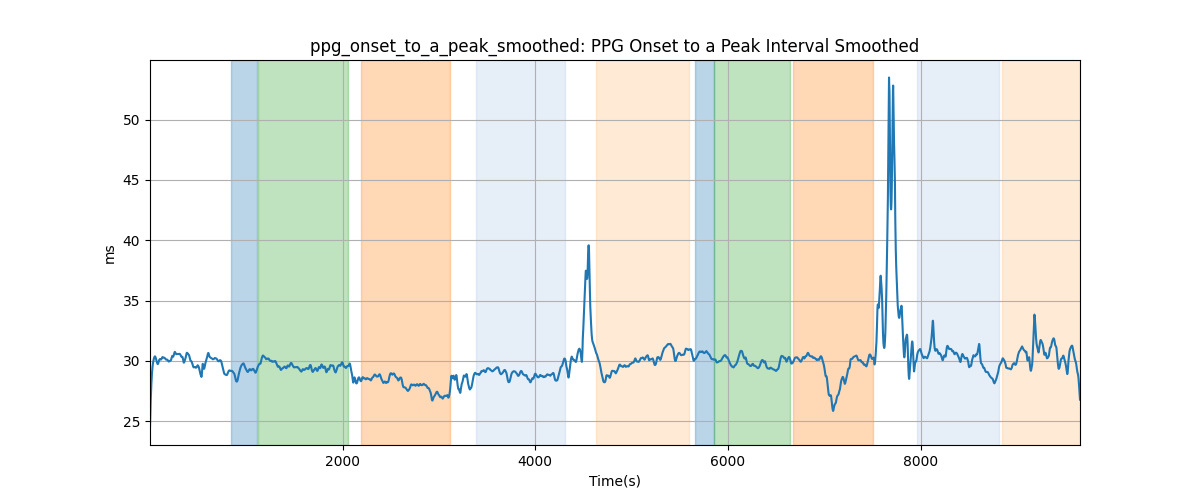 ppg_onset_to_a_peak_smoothed: PPG Onset to a Peak Interval Smoothed
50
45
40
35
30
25
ms
2000 4000 6000 8000
Time(s)